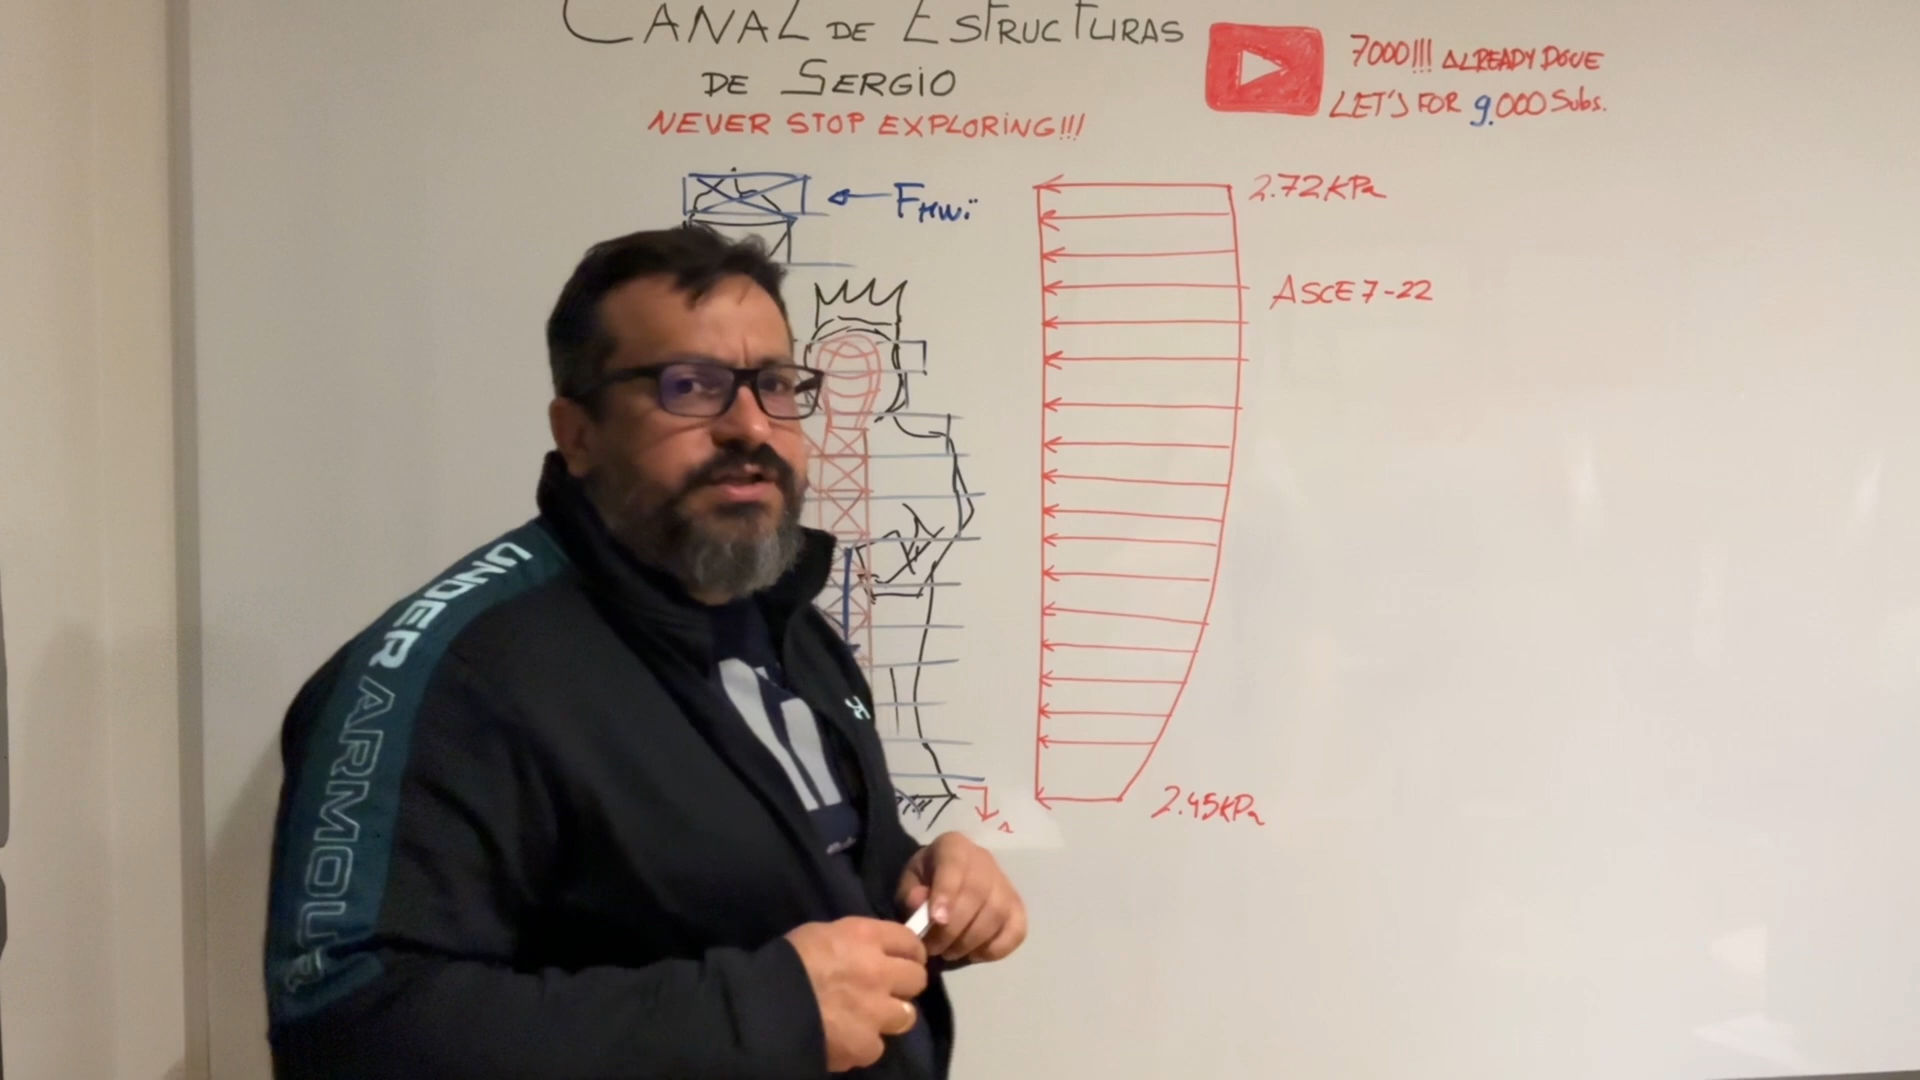 CANAL DE ESTRUCTURAS
DE SERGIO
NEVER STOP EXPLORING!!!
7000!!! ALREADY DONE
LET'S FOR 9.000 Subs.
2.72KPa
ASCE 7-22
2.45KPa
UNDER ARMOUR